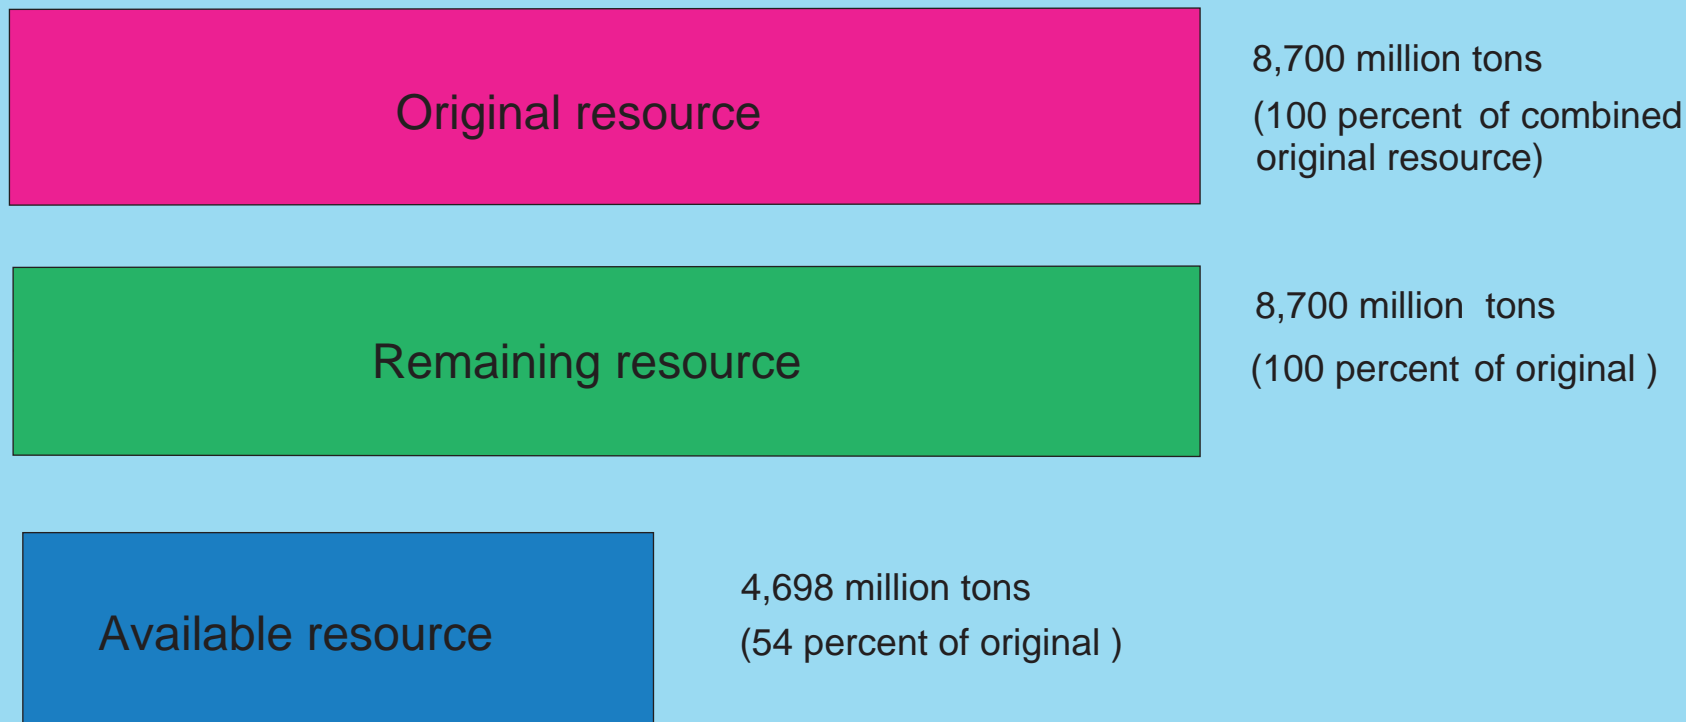 Original resource
8,700 million tons
(100 percent of combined
original resource)
Remaining resource
8,700 million tons
(100 percent of original )
Available resource
4,698 million tons
(54 percent of original )